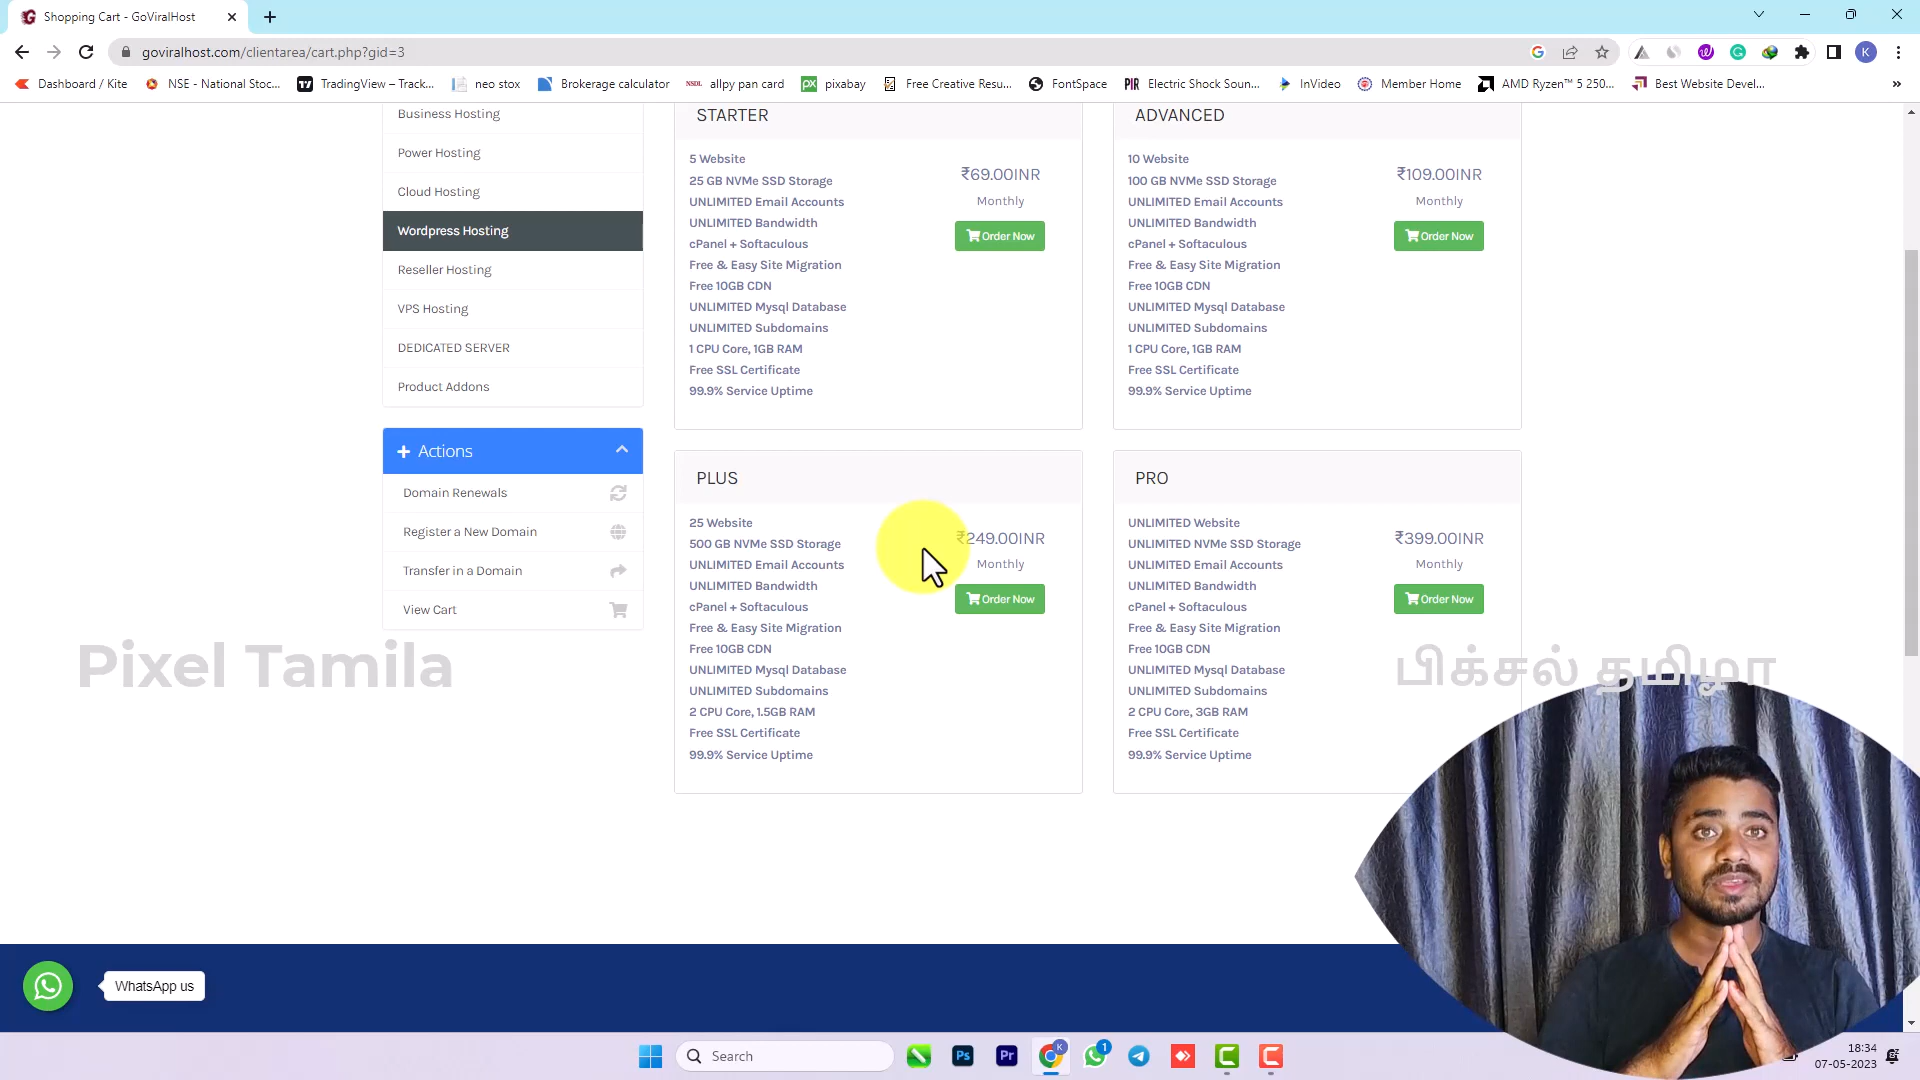 Shopping Cart - GoViralHost
goviralhost.com/clientarea/cart.php?gid=3
K
Dashboard / Kite
NSE - National Stoc...
TradingView – Track...
neo stox
Brokerage calculator
NSDL
allpy pan card
px
pixabay
Free Creative Resu...
FontSpace
PIR
Electric Shock Soun...
InVideo
Member Home
AMD Ryzen™ 5 250...
Best Website Devel...
»
Business Hosting
Power Hosting
Cloud Hosting
Wordpress Hosting
Reseller Hosting
VPS Hosting
DEDICATED SERVER
Product Addons
Actions
Domain Renewals
Register a New Domain
Transfer in a Domain
View Cart
STARTER
5 Website
25 GB NVMe SSD Storage
UNLIMITED Email Accounts
UNLIMITED Bandwidth
cPanel + Softaculous
Free & Easy Site Migration
Free 10GB CDN
UNLIMITED Mysql Database
UNLIMITED Subdomains
1 CPU Core, 1GB RAM
Free SSL Certificate
99.9% Service Uptime
₹69.00INR
Monthly
Order Now
ADVANCED
10 Website
100 GB NVMe SSD Storage
UNLIMITED Email Accounts
UNLIMITED Bandwidth
cPanel + Softaculous
Free & Easy Site Migration
Free 10GB CDN
UNLIMITED Mysql Database
UNLIMITED Subdomains
1 CPU Core, 1GB RAM
Free SSL Certificate
99.9% Service Uptime
₹109.00INR
Monthly
Order Now
PLUS
25 Website
500 GB NVMe SSD Storage
UNLIMITED Email Accounts
UNLIMITED Bandwidth
cPanel + Softaculous
Free & Easy Site Migration
Free 10GB CDN
UNLIMITED Mysql Database
UNLIMITED Subdomains
2 CPU Core, 1.5GB RAM
Free SSL Certificate
99.9% Service Uptime
₹249.00INR
Monthly
Order Now
PRO
UNLIMITED Website
UNLIMITED NVMe SSD Storage
UNLIMITED Email Accounts
UNLIMITED Bandwidth
cPanel + Softaculous
Free & Easy Site Migration
Free 10GB CDN
UNLIMITED Mysql Database
UNLIMITED Subdomains
2 CPU Core, 3GB RAM
Free SSL Certificate
99.9% Service Uptime
₹399.00INR
Monthly
Order Now
Pixel Tamila
பிக்சல் தமிழா
WhatsApp us
Search
Ps
Pr
K
1
18:34
07-05-2023